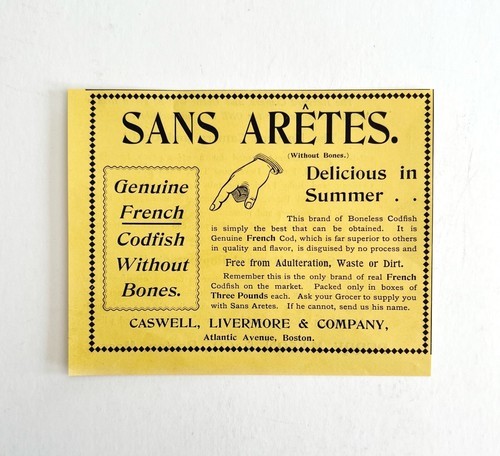 SANS ARÊTES.
(Without Bones.)
Genuine
French
Codfish
Without
Bones.
Delicious in
Summer . .
This brand of Boneless Codfish
is simply the best that can be obtained. It is
Genuine French Cod, which is far superior to others
in quality and flavor, is disguised by no process and
Free from Adulteration, Waste or Dirt.
Remember this is the only brand of real French
Codfish on the market. Packed only in boxes of
Three Pounds each. Ask your Grocer to supply you
with Sans Aretes. If he cannot, send us his name.
CASWELL, LIVERMORE & COMPANY,
Atlantic Avenue, Boston.